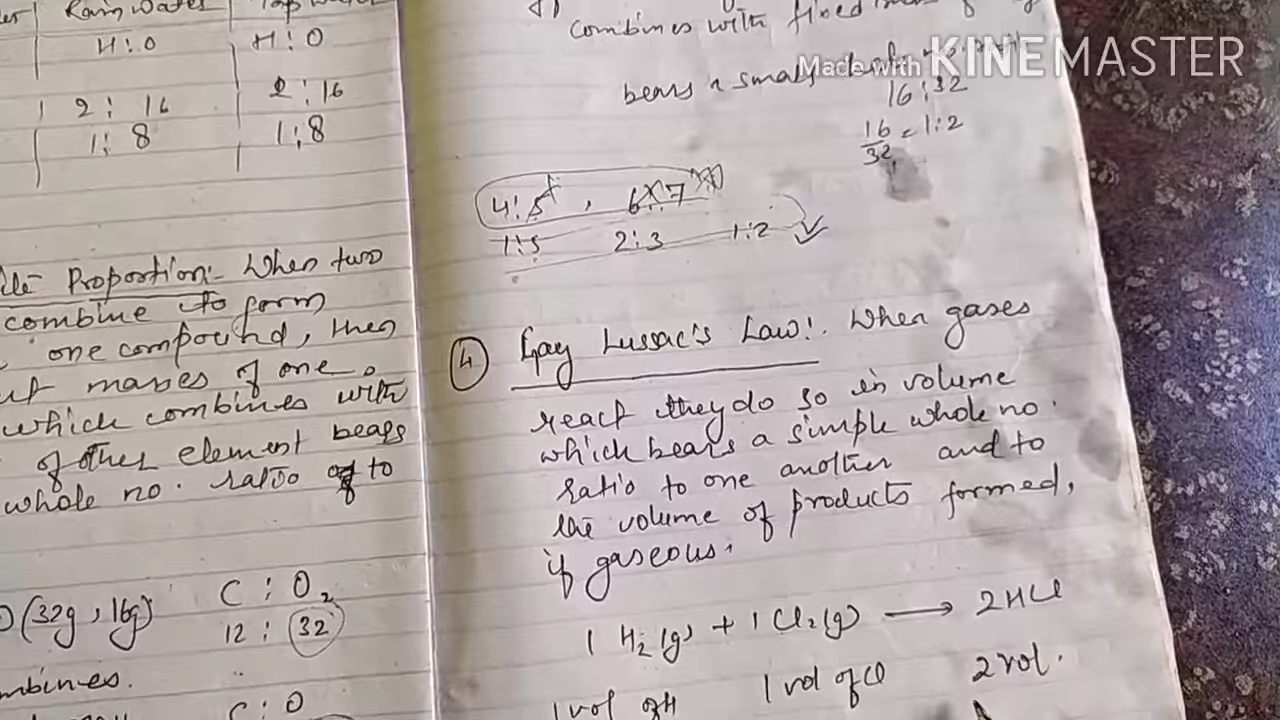 Rain Water
H:O H:O
2: 16 2:16
1: 8 1:8
Proportion:- When two
combine to form
one compound, then
masses of one
which combines with
of other element bears
whole no. ratio to
(32g, 16g) C : O2
12 : 32
C : O
combines with fixed
bears a small
Made with KINEMASTER
16:32
16/32 = 1:2
4:5, 6:7
1:5 2:3 1:2
④ Gay Lussac's Law:. When gases
react they do so in volume
which bears a simple whole no.
ratio to one another and to
the volume of products formed,
if gaseous.
1 H2(g) + 1 Cl2(g) → 2HCl
1 vol of H 1 vol of Cl 2 vol.